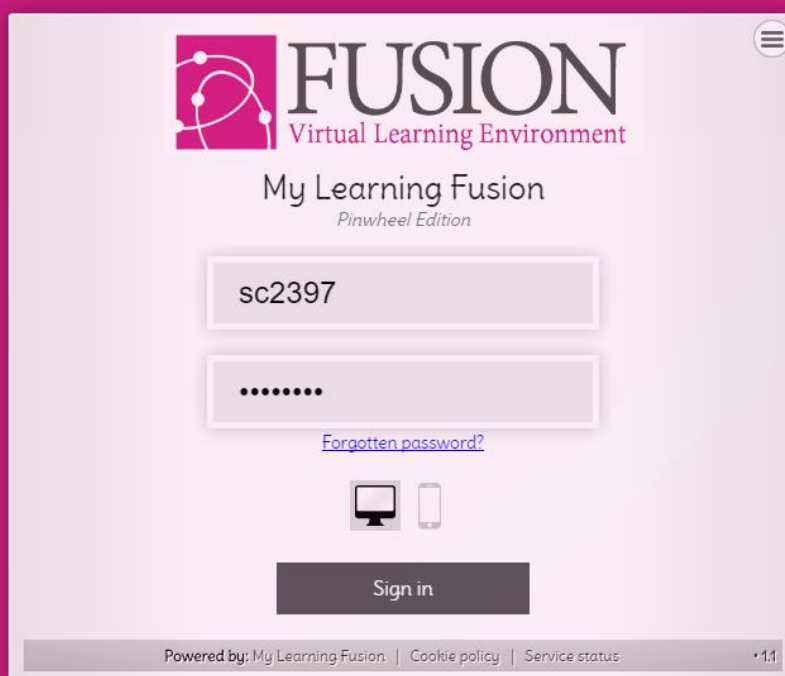 FUSION
Virtual Learning Environment
My Learning Fusion
Pinwheel Edition
sc2397
••••••••
Forgotten password?
Sign in
Powered by: My Learning Fusion | Cookie policy | Service status • 1.1